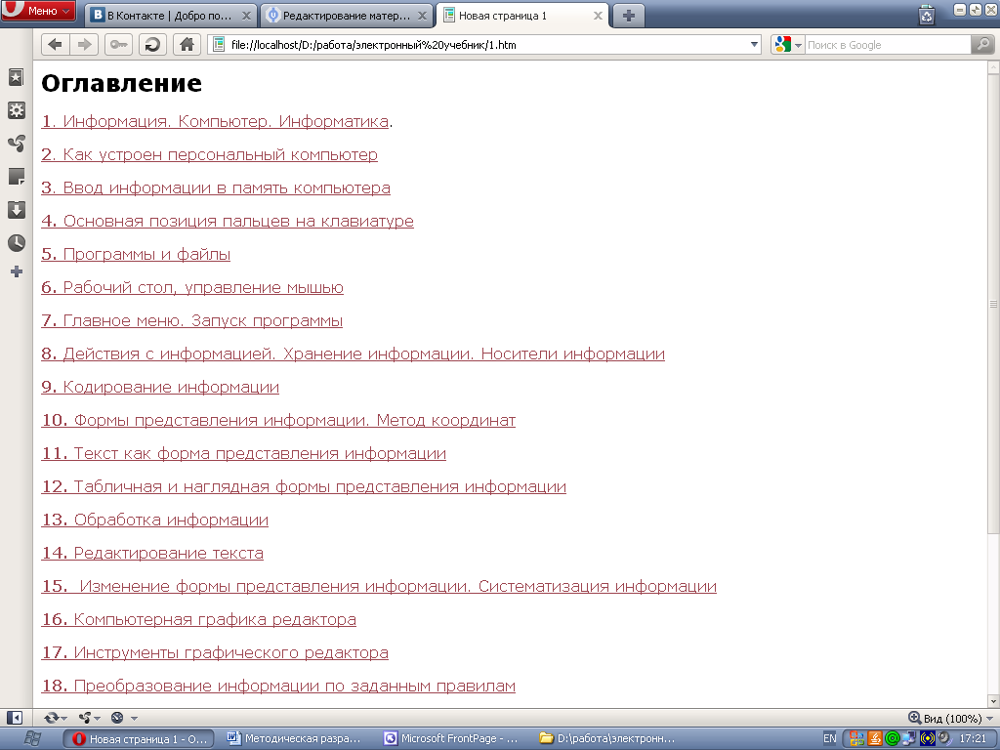 Меню
В Контакте | Добро по...
Редактирование матер...
Новая страница 1
file://localhost/D:/работа/электронный%20учебник/1.htm
Поиск в Google
Оглавление
1. Информация. Компьютер. Информатика.
2. Как устроен персональный компьютер
3. Ввод информации в память компьютера
4. Основная позиция пальцев на клавиатуре
5. Программы и файлы
6. Рабочий стол, управление мышью
7. Главное меню. Запуск программы
8. Действия с информацией. Хранение информации. Носители информации
9. Кодирование информации
10. Формы представления информации. Метод координат
11. Текст как форма представления информации
12. Табличная и наглядная формы представления информации
13. Обработка информации
14. Редактирование текста
15. Изменение формы представления информации. Систематизация информации
16. Компьютерная графика редактора
17. Инструменты графического редактора
18. Преобразование информации по заданным правилам
Вид (100%)
Новая страница 1 - O...
Методическая разра...
Microsoft FrontPage - ...
D:\работа\электронн...
EN
17:21